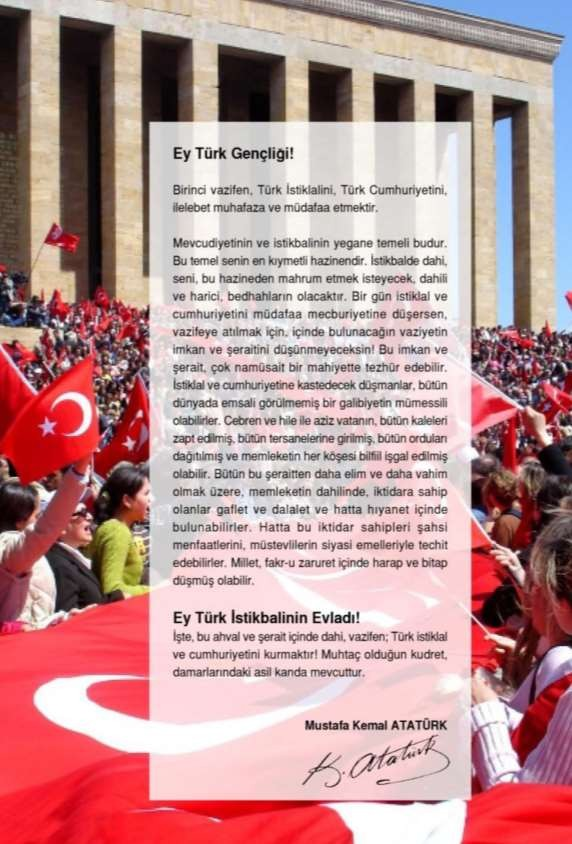 Ey Türk Gençliği!
Birinci vazifen, Türk İstiklalini, Türk Cumhuriyetini,
ilelebet muhafaza ve müdafaa etmektir.
Mevcudiyetinin ve istikbalinin yegane temeli budur.
Bu temel senin en kıymetli hazinendir. İstikbalde dahi,
seni, bu hazineden mahrum etmek isteyecek, dahili
ve harici, bedhahların olacaktır. Bir gün istiklal ve
cumhuriyetini müdafaa mecburiyetine düşersen,
vazifeye atılmak için, içinde bulunacağın vaziyetin
imkan ve şeraitini düşünmeyeceksin! Bu imkan ve
şerait, çok namüsait bir mahiyette tezhür edebilir.
İstiklal ve cumhuriyetine kastedecek düşmanlar, bütün
dünyada emsali görülmemiş bir galibiyetin mümessili
olabilirler. Cebren ve hile ile aziz vatanın, bütün kaleleri
zapt edilmiş, bütün tersanelerine girilmiş, bütün orduları
dağıtılmış ve memleketin her köşesi bilfiil işgal edilmiş
olabilir. Bütün bu şeraitten daha elim ve daha vahim
olmak üzere, memleketin dahilinde, iktidara sahip
olanlar gaflet ve dalalet ve hatta hıyanet içinde
bulunabilirler. Hatta bu iktidar sahipleri şahsi
menfaatlerini, müstevlilerin siyasi emelleriyle techit
edebilirler. Millet, fakr-u zaruret içinde harap ve bitap
düşmüş olabilir.
Ey Türk İstikbalinin Evladı!
İşte, bu ahval ve şerait içinde dahi, vazifen; Türk istiklal
ve cumhuriyetini kurmaktır! Muhtaç olduğun kudret,
damarlarındaki asil kanda mevcuttur.
Mustafa Kemal ATATÜRK
K. Atatürk